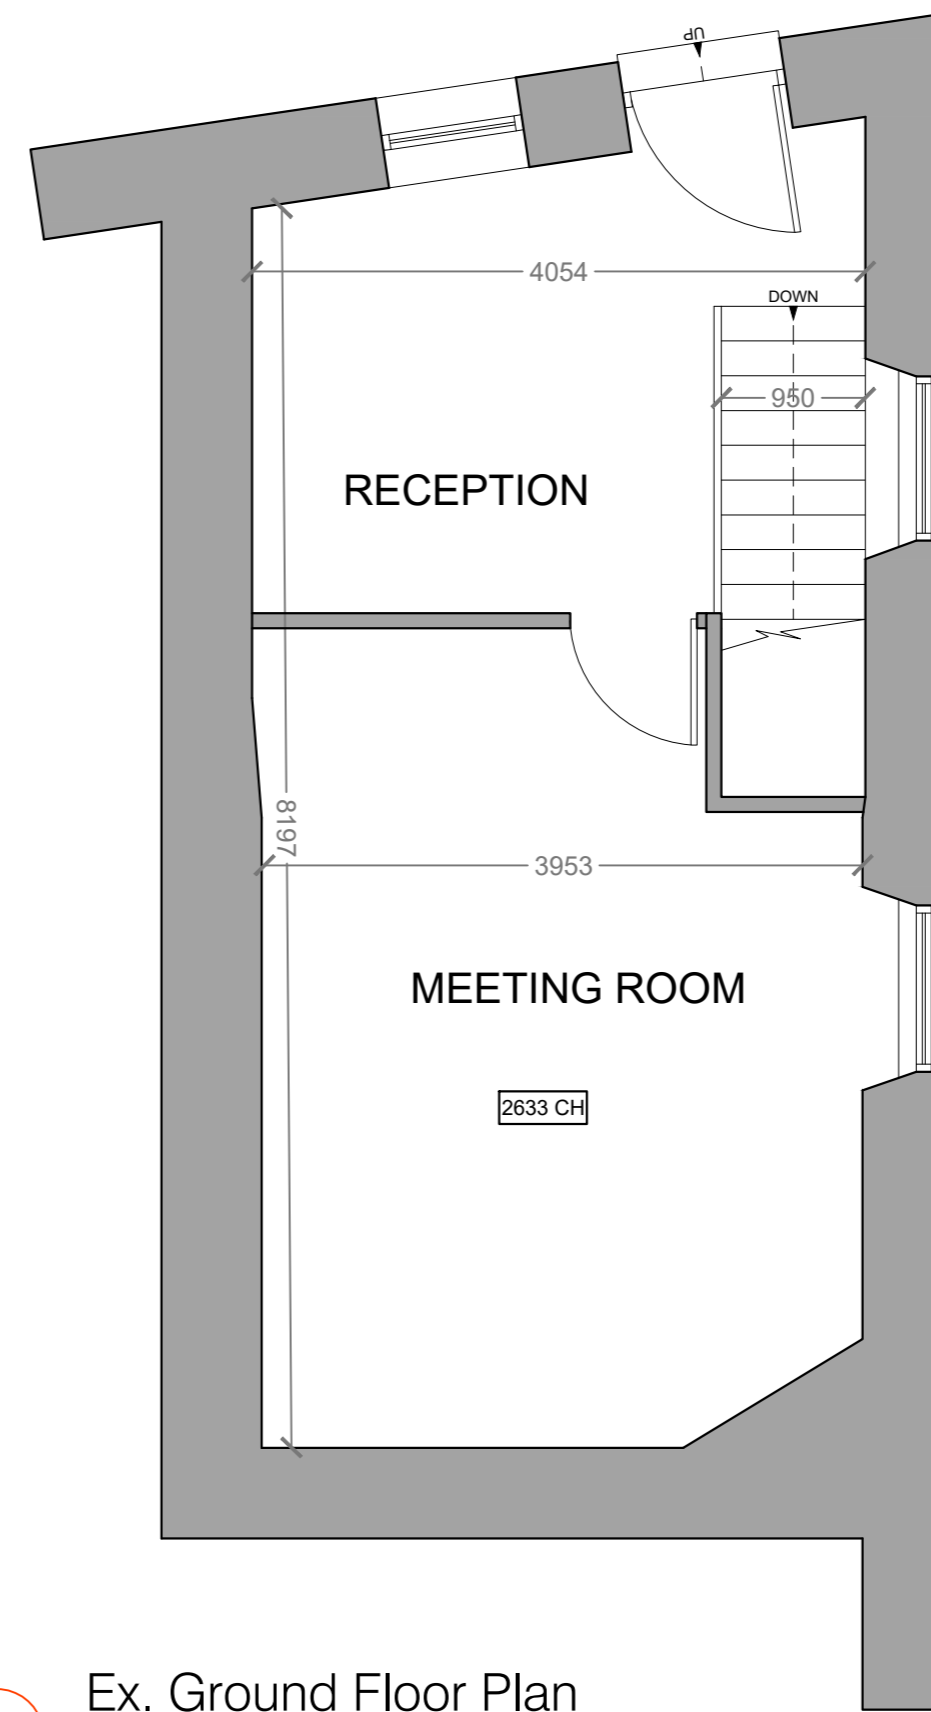 UP
4054
DOWN
950
RECEPTION
8197
3953
MEETING ROOM
2633 CH
Ex. Ground Floor Plan